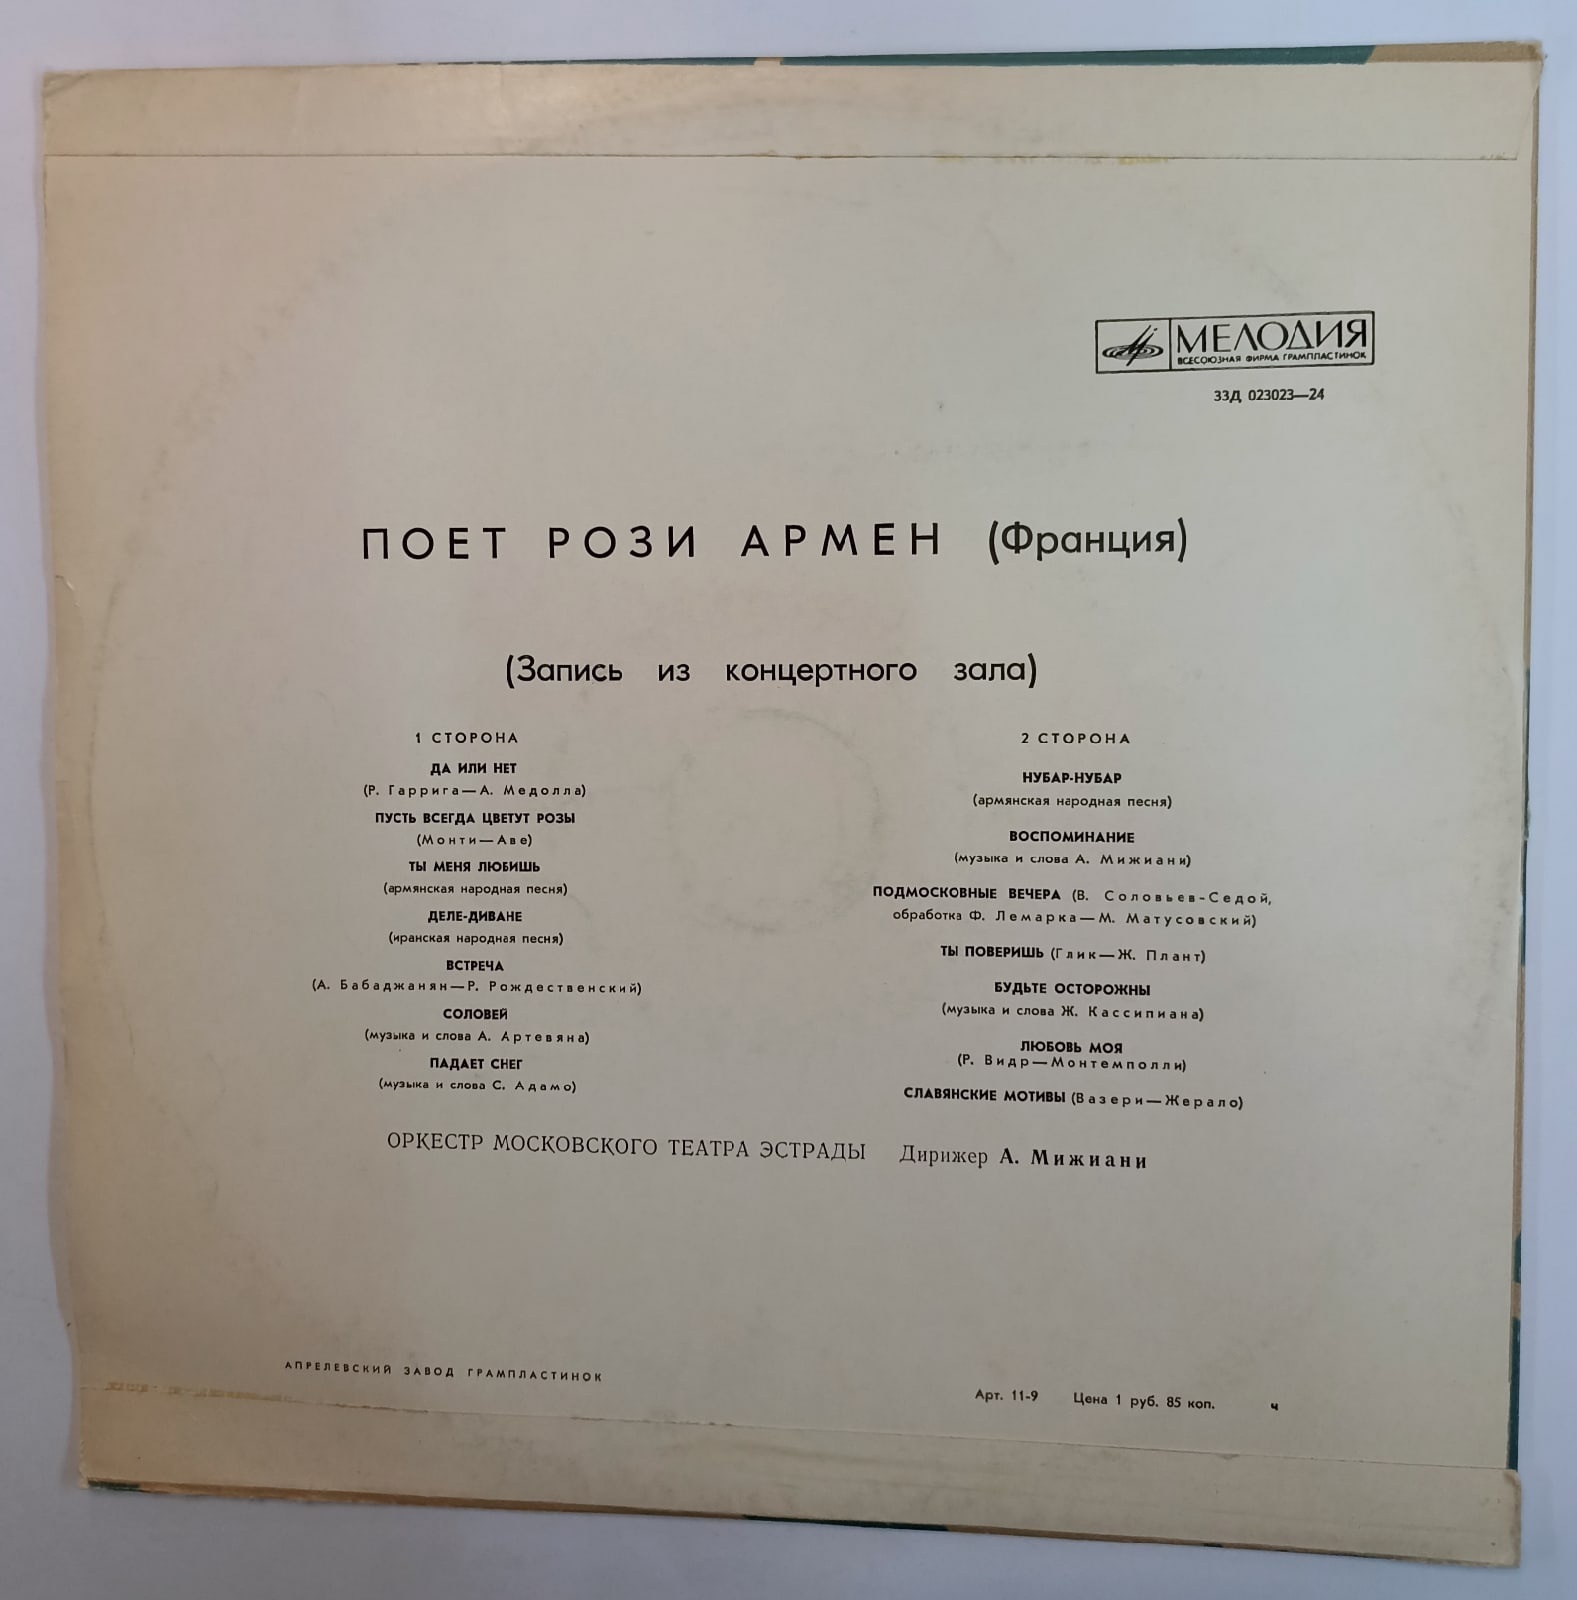 МЕЛОДИЯ
ВСЕСОЮЗНАЯ ФИРМА ГРАМПЛАСТИНОК
33Д 023023—24
ПОЕТ РОЗИ АРМЕН (Франция)
(Запись из концертного зала)
1 СТОРОНА
ДА ИЛИ НЕТ
(Р. Гаррига—А. Медолла)
ПУСТЬ ВСЕГДА ЦВЕТУТ РОЗЫ
(Монти—Аве)
ТЫ МЕНЯ ЛЮБИШЬ
(армянская народная песня)
ДЕЛЕ-ДИВАНЕ
(иранская народная песня)
ВСТРЕЧА
(А. Бабаджанян—Р. Рождественский)
СОЛОВЕЙ
(музыка и слова А. Артевяна)
ПАДАЕТ СНЕГ
(музыка и слова С. Адамо)
2 СТОРОНА
НУБАР-НУБАР
(армянская народная песня)
ВОСПОМИНАНИЕ
(музыка и слова А. Мижиани)
ПОДМОСКОВНЫЕ ВЕЧЕРА (В. Соловьев-Седой,
обработка Ф. Лемарка—М. Матусовский)
ТЫ ПОВЕРИШЬ (Глик—Ж. Плант)
БУДЬТЕ ОСТОРОЖНЫ
(музыка и слова Ж. Кассипиана)
ЛЮБОВЬ МОЯ
(Р. Видр—Монтемполли)
СЛАВЯНСКИЕ МОТИВЫ (Вазери—Жерало)
ОРКЕСТР МОСКОВСКОГО ТЕАТРА ЭСТРАДЫ Дирижер А. Мижиани
АПРЕЛЕВСКИЙ ЗАВОД ГРАМПЛАСТИНОК
Арт. 11-9 Цена 1 руб. 85 коп. ч